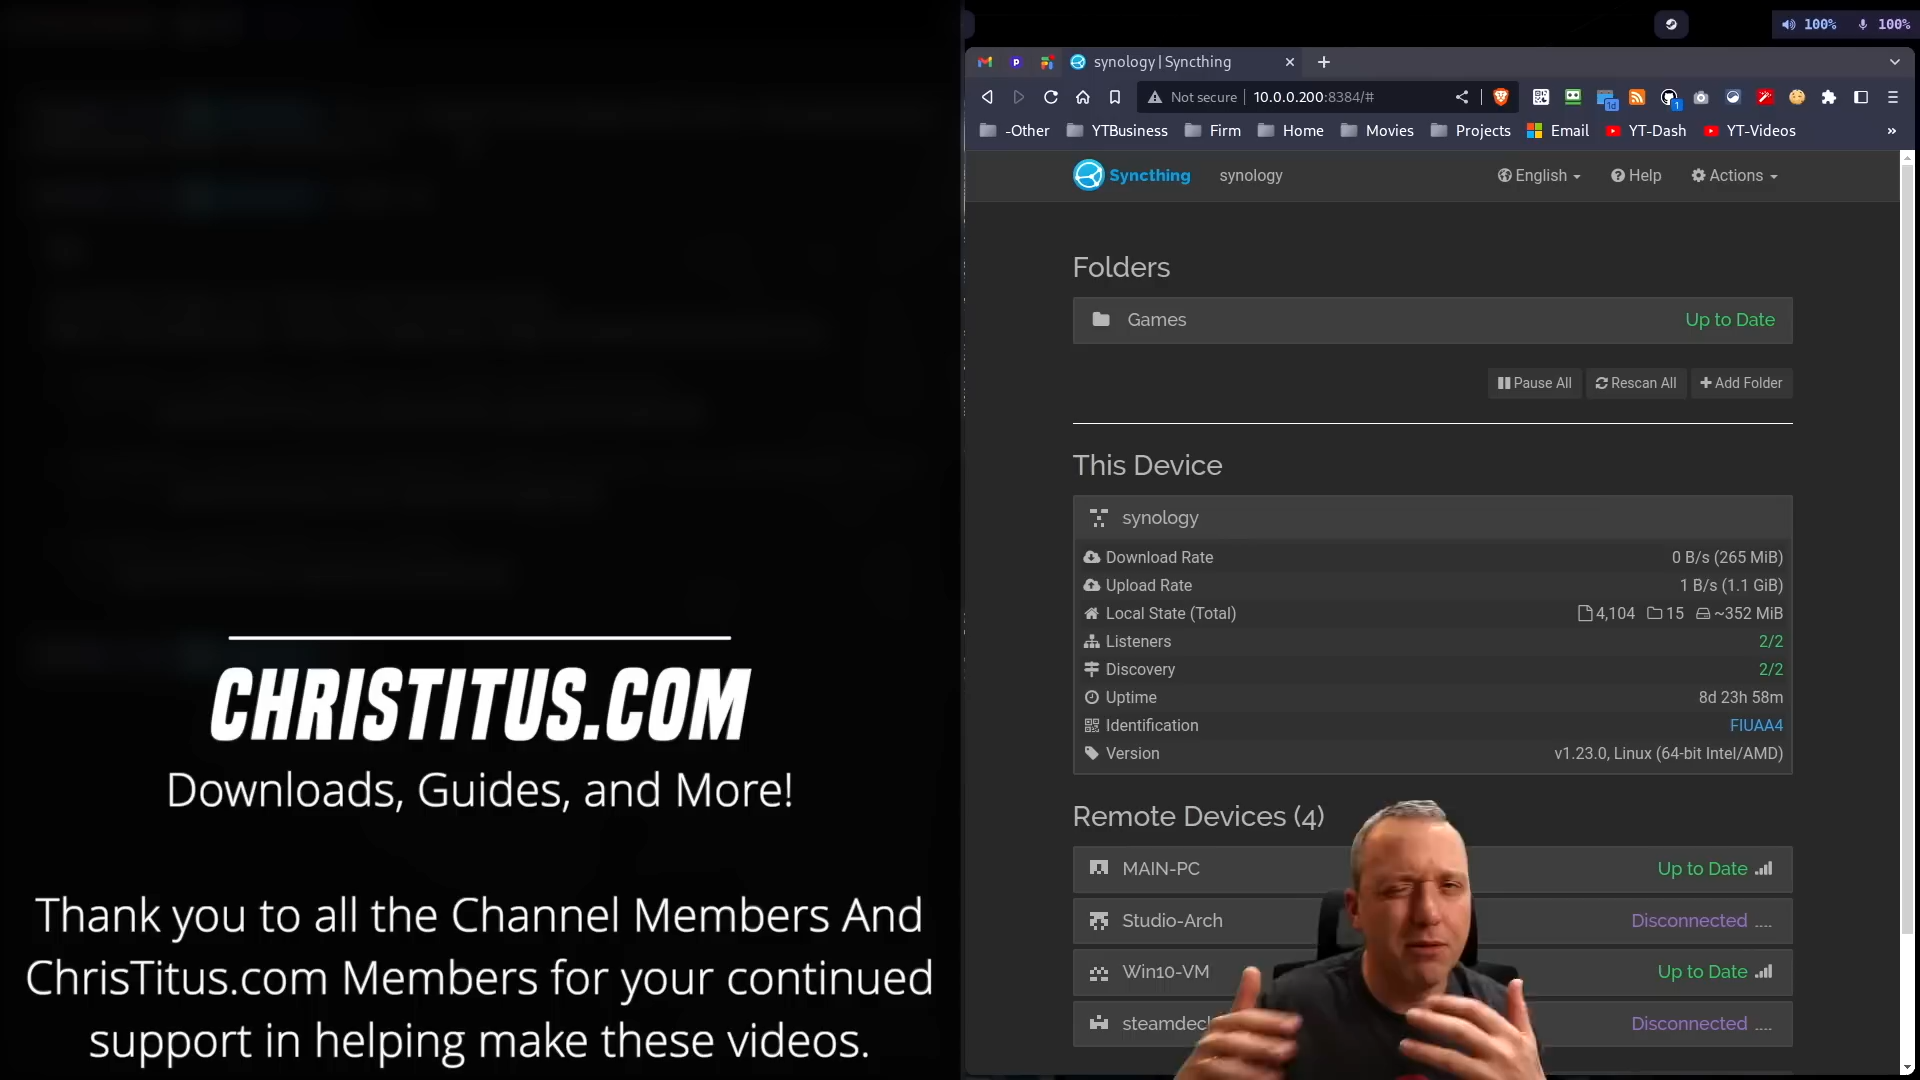 CHRISTITUS.COM
Downloads, Guides, and More!
Thank you to all the Channel Members And
ChrisTitus.com Members for your continued
support in helping make these videos.
100% 100%
synology | Syncthing
Not secure 10.0.0.200:8384/#
1d
1
-Other YTBusiness Firm Home Movies Projects Email YT-Dash YT-Videos »
Syncthing synology English Help Actions
Folders
Games Up to Date
Pause All Rescan All Add Folder
This Device
synology
Download Rate 0 B/s (265 MiB)
Upload Rate 1 B/s (1.1 GiB)
Local State (Total) 4,104 15 ~352 MiB
Listeners 2/2
Discovery 2/2
Uptime 8d 23h 58m
Identification FIUAA4
Version v1.23.0, Linux (64-bit Intel/AMD)
Remote Devices (4)
MAIN-PC Up to Date
Studio-Arch Disconnected
Win10-VM Up to Date
steamdeck Disconnected